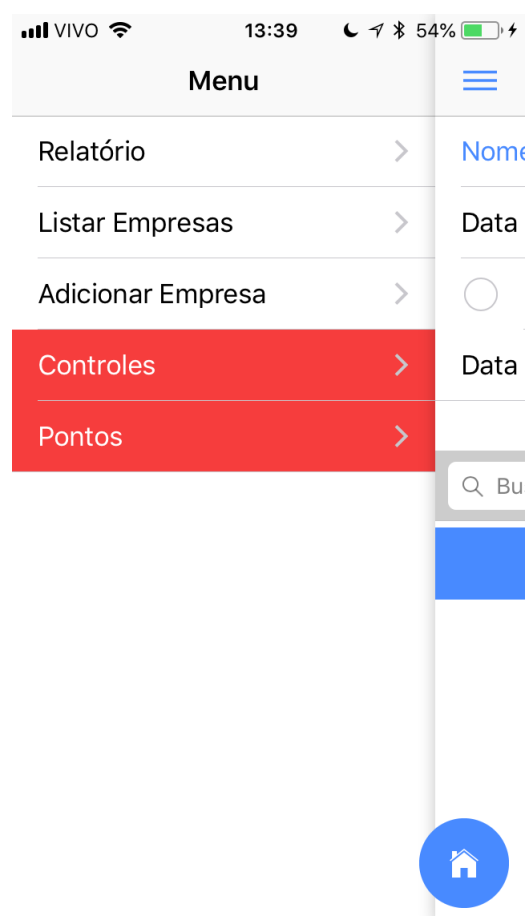 VIVO 13:39 54%
Menu
Relatório
Nome
Listar Empresas
Data
Adicionar Empresa
Controles
Data
Pontos
Bu